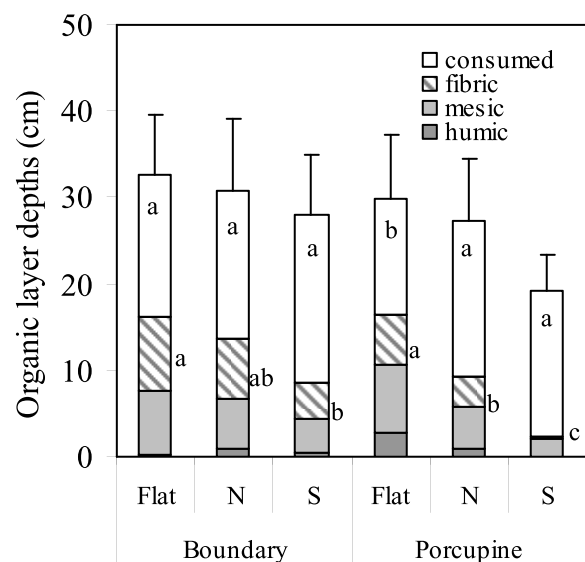 50
40
30
20
10
0
Organic layer depths (cm)
consumed
fibric
mesic
humic
a
a
a
b
a
a
a
ab
b
a
b
c
Flat N S Flat N S
Boundary Porcupine